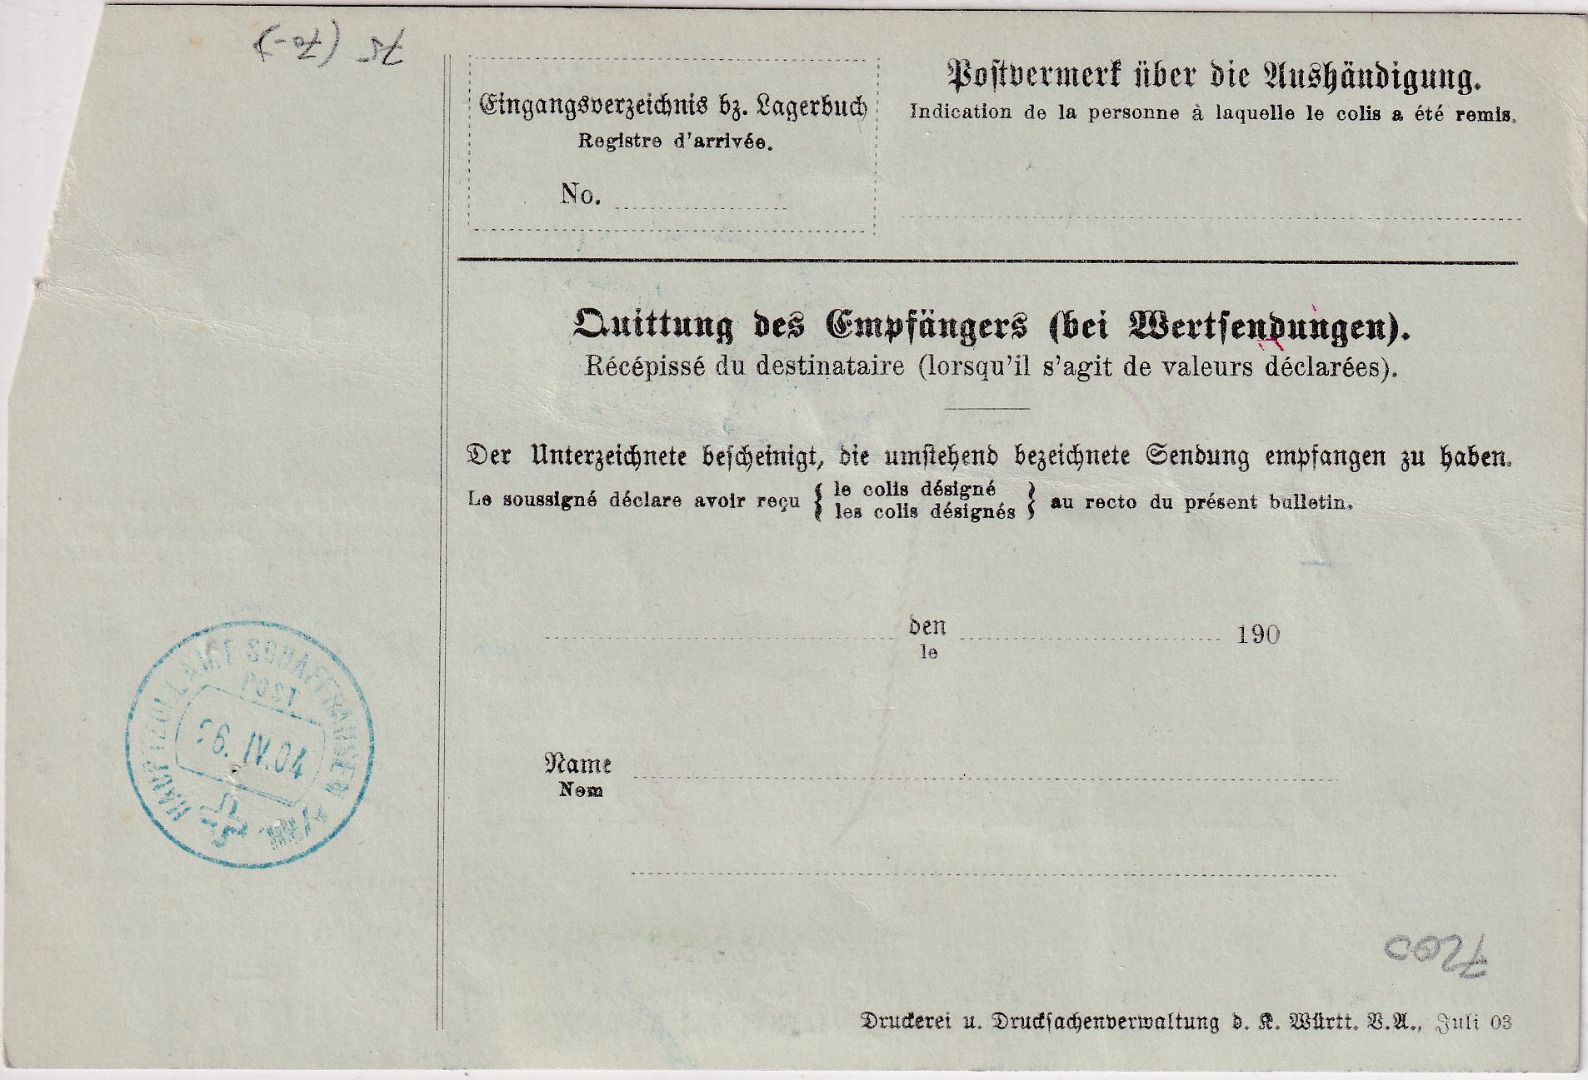 75 (70-)
Eingangsverzeichnis bz. Lagerbuch
Registre d'arrivée.
No.
Postvermerk über die Aushändigung.
Indication de la personne à laquelle le colis a été remis.
Quittung des Empfängers (bei Wertsendungen).
Récépissé du destinataire (lorsqu'il s'agit de valeurs déclarées).
Der Unterzeichnete bescheinigt, die umstehend bezeichnete Sendung empfangen zu haben.
Le soussigné déclare avoir reçu { le colis désigné
les colis désignés } au recto du présent bulletin.
den 190
le
HAUPTZOLLAMT SCHAFFHAUSEN
POST
26. IV.04
Name
Nom
7200
Druckerei u. Drucksachenverwaltung d. K. Württ. V.A., Juli 03